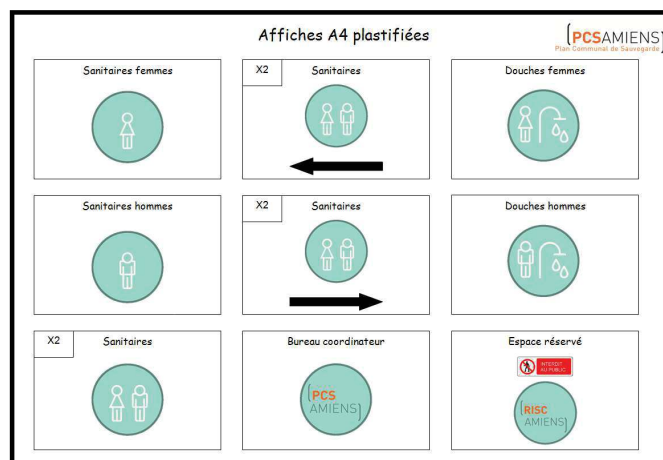 Affiches A4 plastifiées
[PCSAMIENS]
Plan Communal de Sauvegarde
Sanitaires femmes
X2
Sanitaires
Douches femmes
Sanitaires hommes
X2
Sanitaires
Douches hommes
X2
Sanitaires
Bureau coordinateur
[PCS
AMIENS]
Espace réservé
INTERDIT
AU PUBLIC
[RISC
AMIENS]